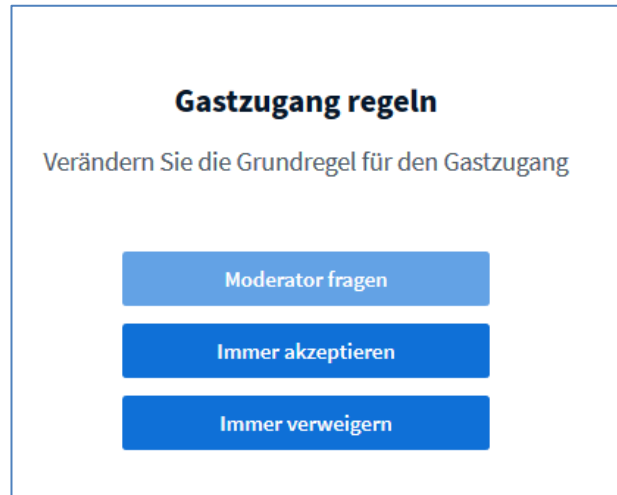 Gastzugang regeln
Verändern Sie die Grundregel für den Gastzugang
Moderator fragen
Immer akzeptieren
Immer verweigern